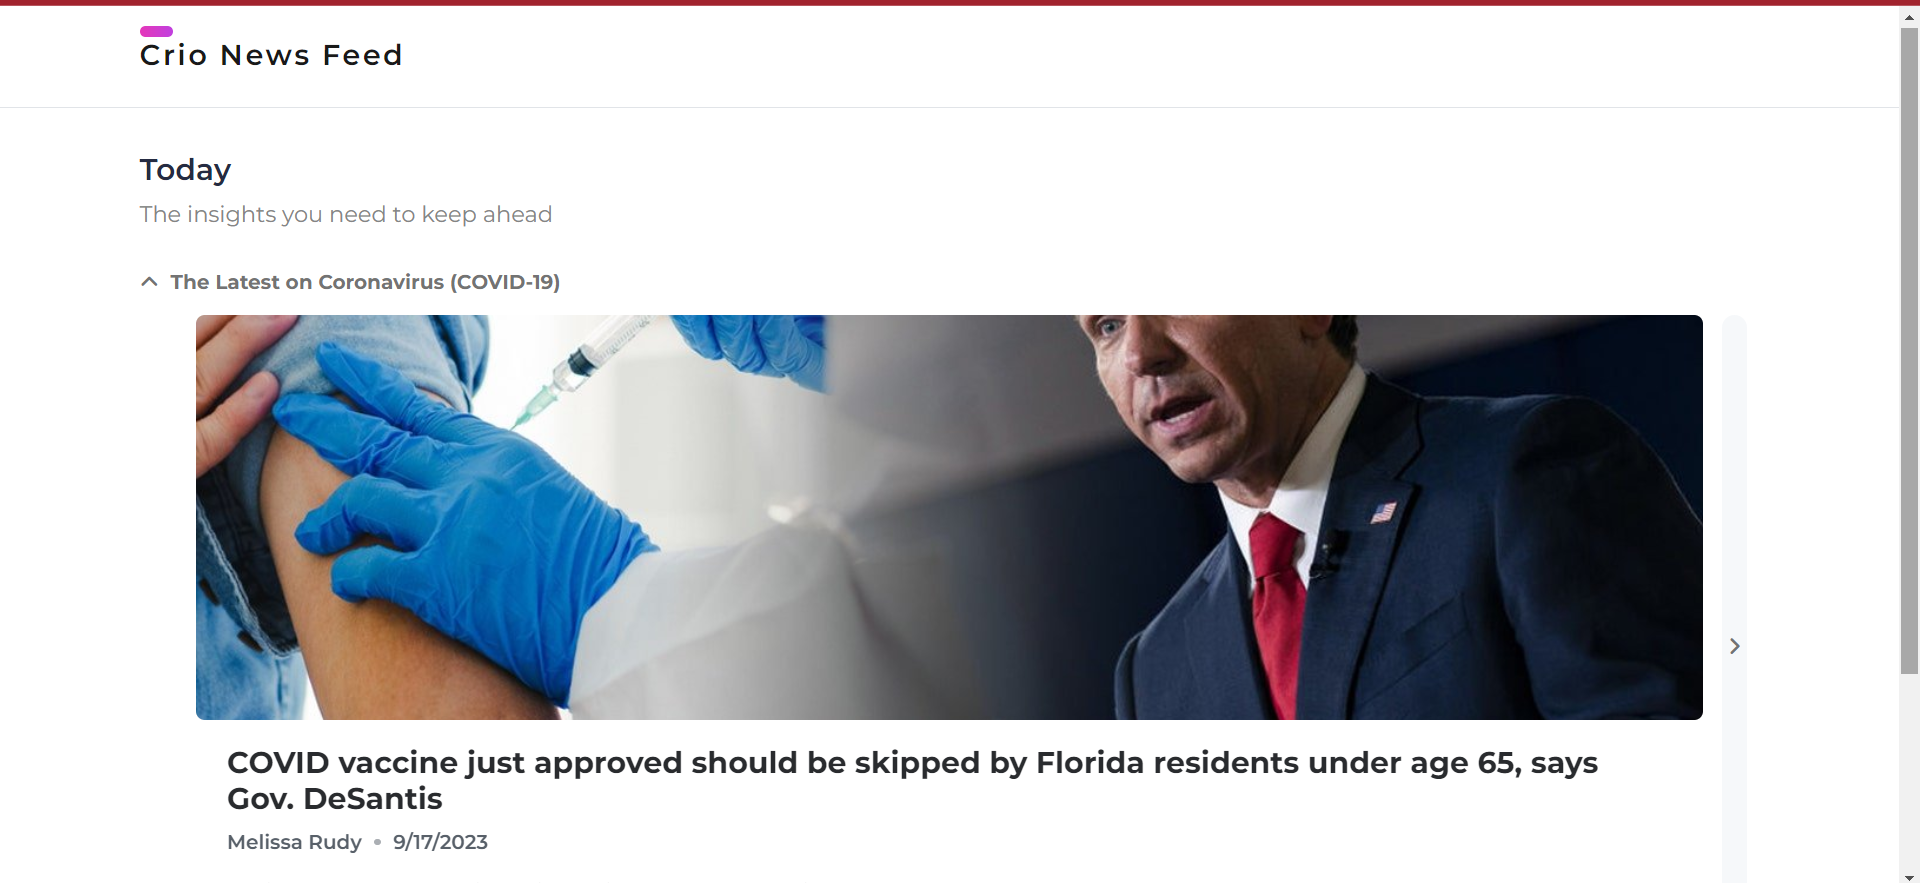 Crio News Feed
Today
The insights you need to keep ahead
The Latest on Coronavirus (COVID-19)
COVID vaccine just approved should be skipped by Florida residents under age 65, says
Gov. DeSantis
Melissa Rudy • 9/17/2023